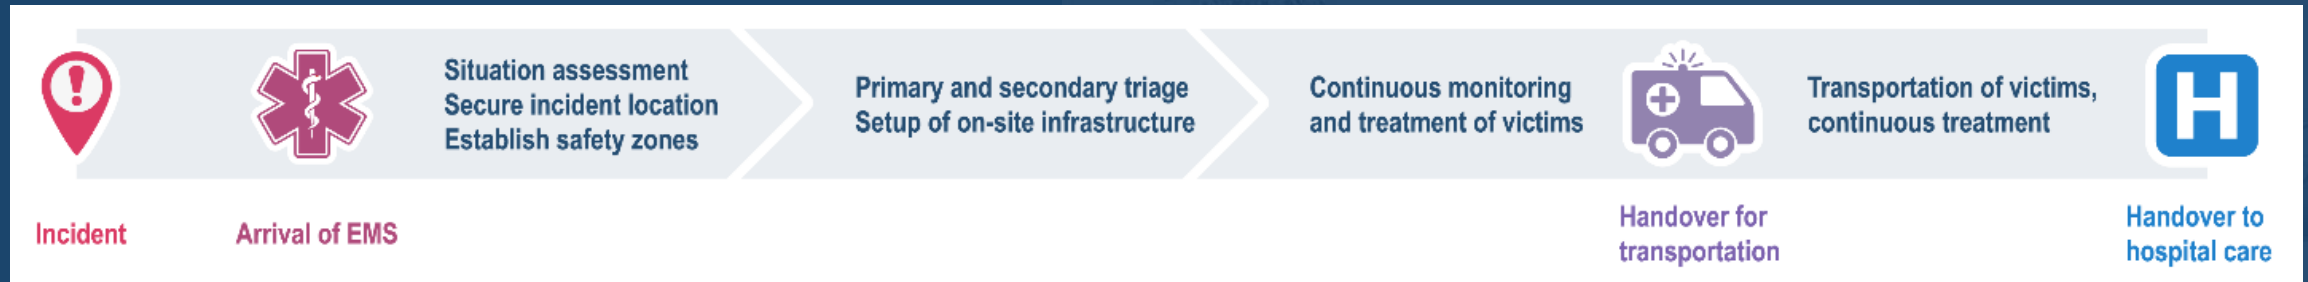 Situation assessment
Secure incident location
Establish safety zones
Primary and secondary triage
Setup of on-site infrastructure
Continuous monitoring
and treatment of victims
Transportation of victims,
continuous treatment
H
Incident
Arrival of EMS
Handover for
transportation
Handover to
hospital care